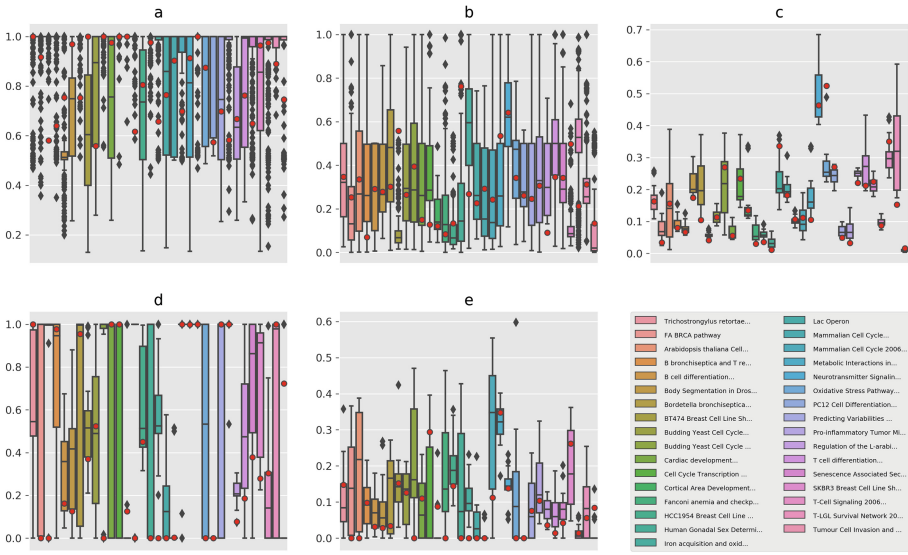 a
b
c
1.0
0.8
0.6
0.4
0.2
1.0
0.8
0.6
0.4
0.2
0.0
0.7
0.6
0.5
0.4
0.3
0.2
0.1
0.0
d
e
1.0
0.8
0.6
0.4
0.2
0.0
0.6
0.5
0.4
0.3
0.2
0.1
0.0
Trichostrongylus retortae...
FA BRCA pathway
Arabidopsis thaliana Cell...
B bronchiseptica and T re...
B cell differentiation...
Body Segmentation in Dros...
Bordetella bronchiseptica...
BT474 Breast Cell Line Sh...
Budding Yeast Cell Cycle...
Budding Yeast Cell Cycle ...
Cardiac development...
Cell Cycle Transcription ...
Cortical Area Development...
Fanconi anemia and checkp...
HCC1954 Breast Cell Line ...
Human Gonadal Sex Determi...
Iron acquisition and oxid...
Lac Operon
Mammalian Cell Cycle...
Mammalian Cell Cycle 2006...
Metabolic Interactions in...
Neurotransmitter Signalin...
Oxidative Stress Pathway...
PC12 Cell Differentiation...
Predicting Variabilities ...
Pro-inflammatory Tumor Mi...
Regulation of the L-arabi...
T cell differentiation...
Senescence Associated Sec...
SKBR3 Breast Cell Line Sh...
T-Cell Signaling 2006...
T-LGL Survival Network 20...
Tumour Cell Invasion and ...